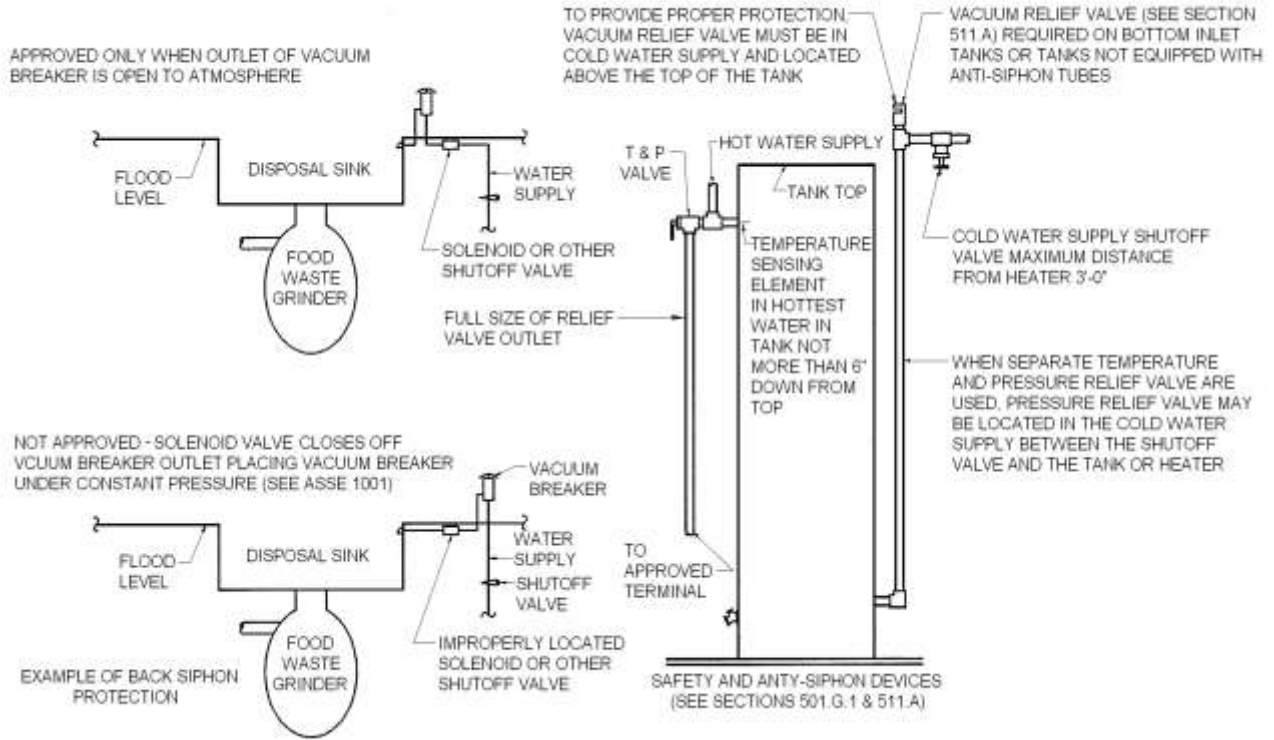 APPROVED ONLY WHEN OUTLET OF VACUUM
BREAKER IS OPEN TO ATMOSPHERE
FLOOD
LEVEL
DISPOSAL SINK
WATER
SUPPLY
FOOD
WASTE
GRINDER
SOLENOID OR OTHER
SHUTOFF VALVE
NOT APPROVED - SOLENOID VALVE CLOSES OFF
VCUUM BREAKER OUTLET PLACING VACUUM BREAKER
UNDER CONSTANT PRESSURE (SEE ASSE 1001)
VACUUM
BREAKER
FLOOD
LEVEL
DISPOSAL SINK
WATER
SUPPLY
SHUTOFF
VALVE
FOOD
WASTE
GRINDER
IMPROPERLY LOCATED
SOLENOID OR OTHER
SHUTOFF VALVE
EXAMPLE OF BACK SIPHON
PROTECTION
TO PROVIDE PROPER PROTECTION,
VACUUM RELIEF VALVE MUST BE IN
COLD WATER SUPPLY AND LOCATED
ABOVE THE TOP OF THE TANK
VACUUM RELIEF VALVE (SEE SECTION
511.A) REQUIRED ON BOTTOM INLET
TANKS OR TANKS NOT EQUIPPED WITH
ANTI-SIPHON TUBES
HOT WATER SUPPLY
T & P
VALVE
TANK TOP
TEMPERATURE
SENSING
ELEMENT
IN HOTTEST
WATER IN
TANK NOT
MORE THAN 6"
DOWN FROM
TOP
COLD WATER SUPPLY SHUTOFF
VALVE MAXIMUM DISTANCE
FROM HEATER 3'-0"
FULL SIZE OF RELIEF
VALVE OUTLET
WHEN SEPARATE TEMPERATURE
AND PRESSURE RELIEF VALVE ARE
USED, PRESSURE RELIEF VALVE MAY
BE LOCATED IN THE COLD WATER
SUPPLY BETWEEN THE SHUTOFF
VALVE AND THE TANK OR HEATER
TO
APPROVED
TERMINAL
SAFETY AND ANTY-SIPHON DEVICES
(SEE SECTIONS 501.G.1 & 511.A)